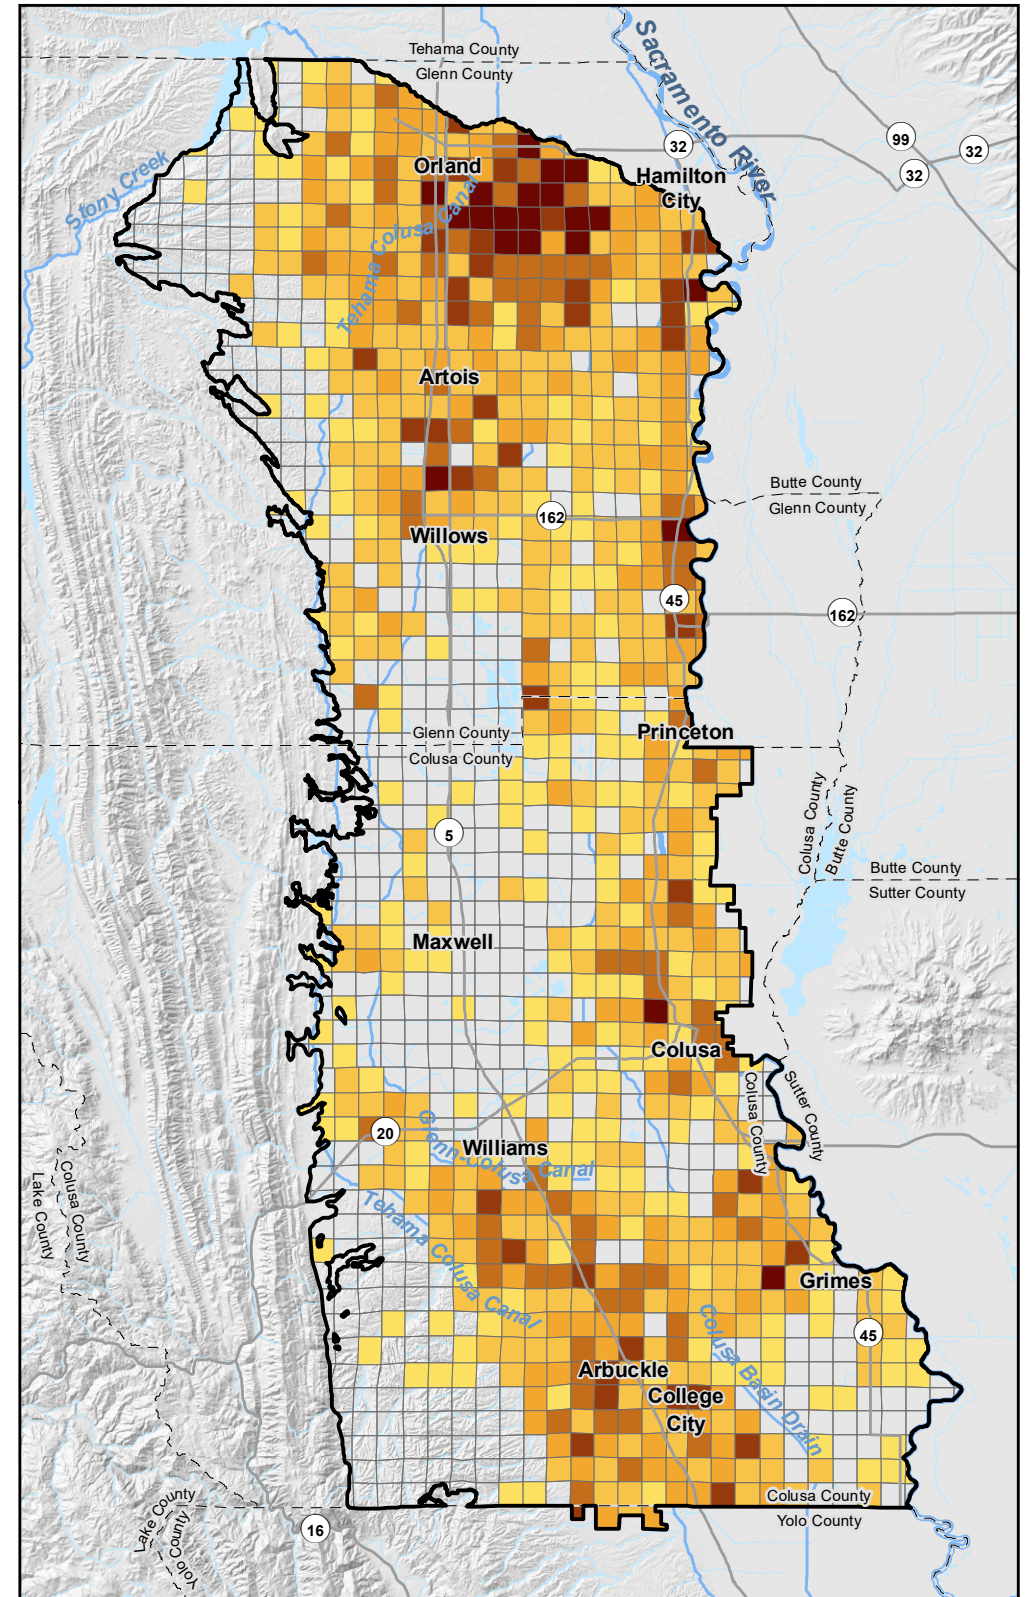 Tehama County
Glenn County
Sacramento River
99
32
32
32
Orland
Hamilton
City
Stony Creek
Tehama Colusa Canal
Artois
Butte County
Glenn County
162
Willows
45
162
Princeton
Glenn County
Colusa County
5
Colusa County
Butte County
Butte County
Sutter County
Maxwell
Colusa
Colusa County
Sutter County
20
Glenn-Colusa Canal
Williams
Lake County
Colusa County
Tehama Colusa Canal
Grimes
45
Colusa Basin Drain
Arbuckle
College
City
Colusa County
Yolo County
Lake County
Yolo County
16